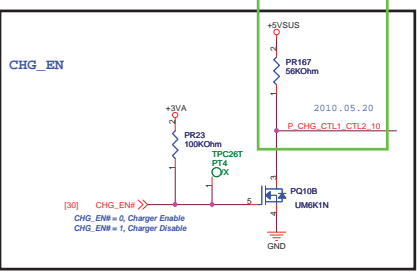 +5VSUS
2
PR167
56KOhm
1
CHG_EN
2010.05.20
P_CHG_CTL1_CTL2_10
+3VA
2
PR23
100KOhm
1
TPC26T
PT4
/X
1
3
PQ10B
UM6K1N
5
4
[30] CHG_EN#
GND
CHG_EN# = 0, Charger Enable
CHG_EN# = 1, Charger Disable